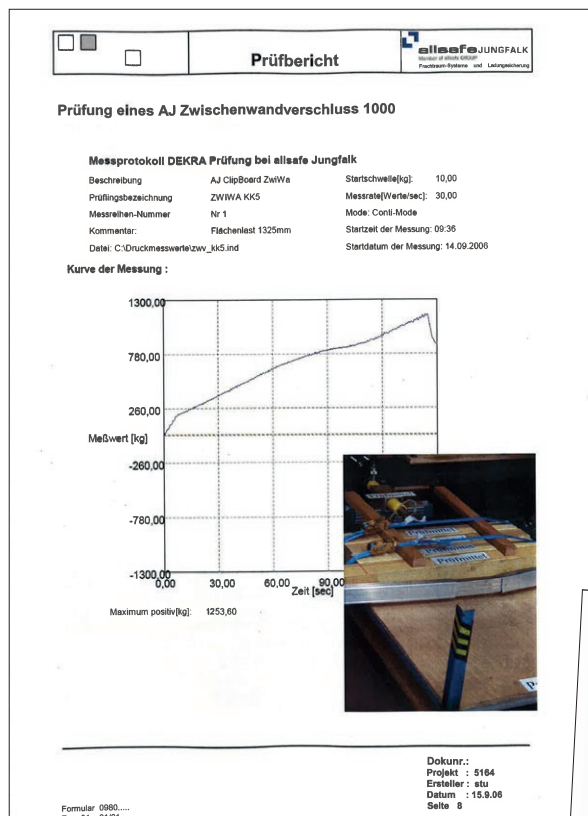 Prüfbericht
allsafe JUNGFALK
Member of allsafe GROUP
Frachtraum-Systeme und Ladungssicherung
Prüfung eines AJ Zwischenwandverschluss 1000
Messprotokoll DEKRA Prüfung bei allsafe Jungfalk
Beschreibung AJ ClipBoard ZwiWa Startschwelle[kg]: 10,00
Prüflingsbezeichnung ZWIWA KK5 Messrate[Werte/sec]: 30,00
Messreihen-Nummer Nr 1 Mode: Conti-Mode
Kommentar: Flächenlast 1325mm Startzeit der Messung: 09:36
Datei: C:\Druckmesswerte\zwv_kk5.ind Startdatum der Messung: 14.09.2006
Kurve der Messung :
1300,00
780,00
260,00
Meßwert [kg]
-260,00
-780,00
-1300,00
0,00 30,00 60,00 90,00
Zeit [sec]
Prüfmittel
Prüfmittel
Maximum positiv[kg]: 1253,60
Dokunr.:
Projekt : 5164
Ersteller : stu
Datum : 15.9.06
Seite 8
Formular 0980.....